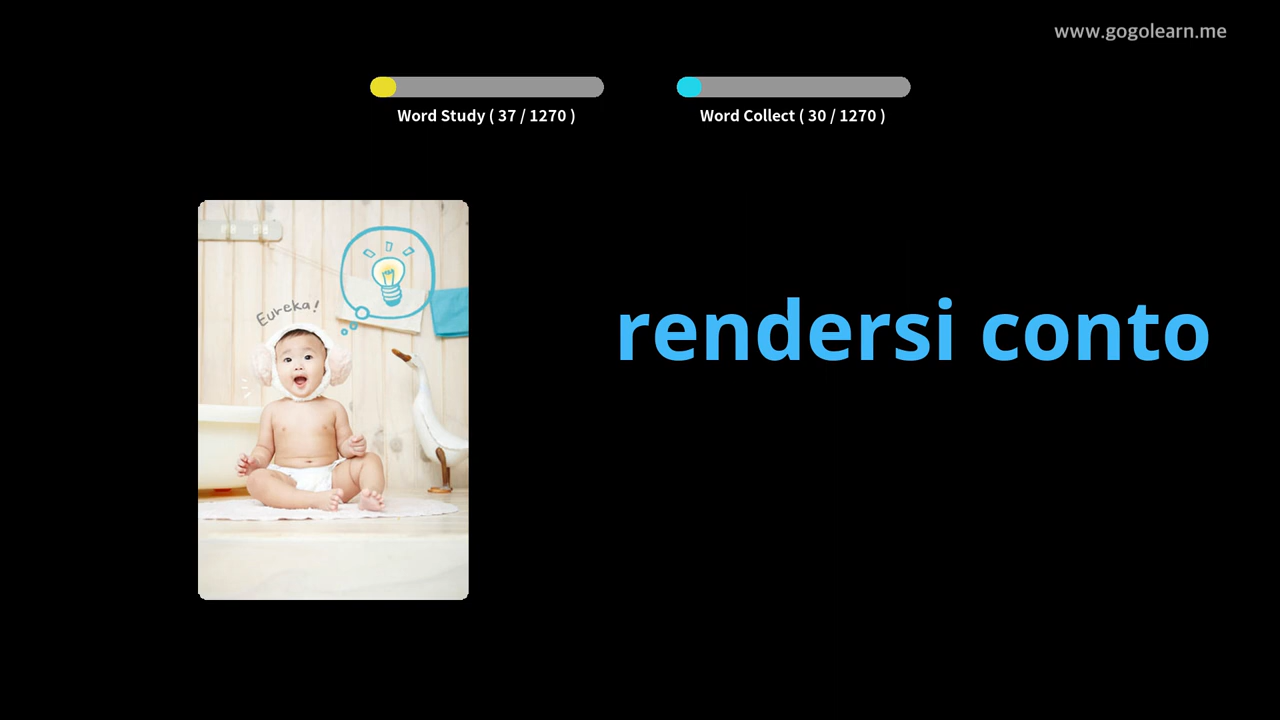 www.gogolearn.me
Word Study ( 37 / 1270 )
Word Collect ( 30 / 1270 )
Eureka!
rendersi conto